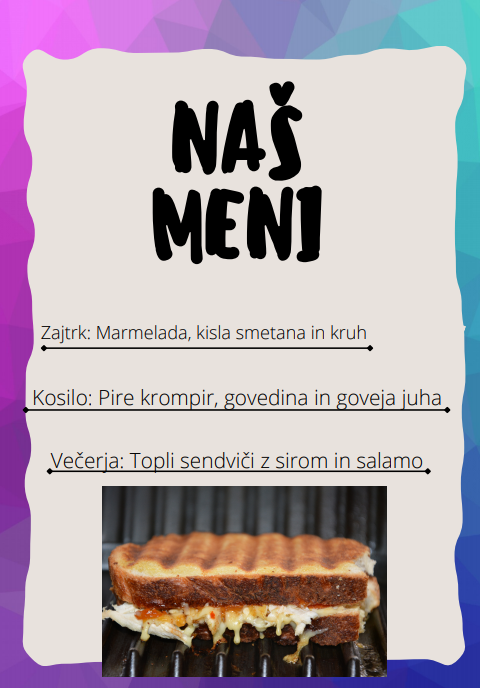 NAŠ
MENI
Zajtrk: Marmelada, kisla smetana in kruh
Kosilo: Pire krompir, govedina in goveja juha
Večerja: Topli sendviči z sirom in salamo